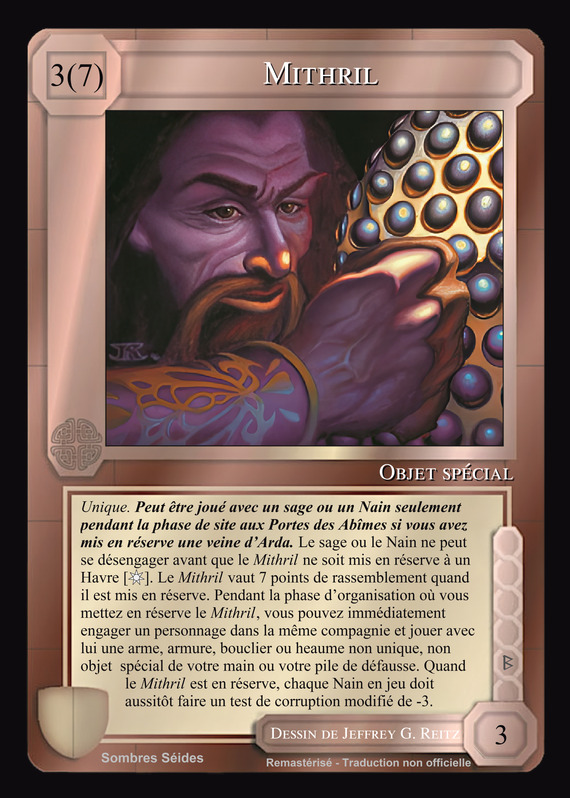 3(7)
Mithril
JR.
Objet spécial
Unique. Peut être joué avec un sage ou un Nain seulement
pendant la phase de site aux Portes des Abîmes si vous avez
mis en réserve une veine d’Arda. Le sage ou le Nain ne peut
se désengager avant que le Mithril ne soit mis en réserve à un
Havre [☼]. Le Mithril vaut 7 points de rassemblement quand
il est mis en réserve. Pendant la phase d’organisation où vous
mettez en réserve le Mithril, vous pouvez immédiatement
engager un personnage dans la même compagnie et jouer avec
lui une arme, armure, bouclier ou heaume non unique, non
objet spécial de votre main ou votre pile de défausse. Quand
le Mithril est en réserve, chaque Nain en jeu doit
aussitôt faire un test de corruption modifié de -3.
ᛒ
Dessin de Jeffrey G. Reitz
3
Sombres Séides
Remastérisé - Traduction non officielle